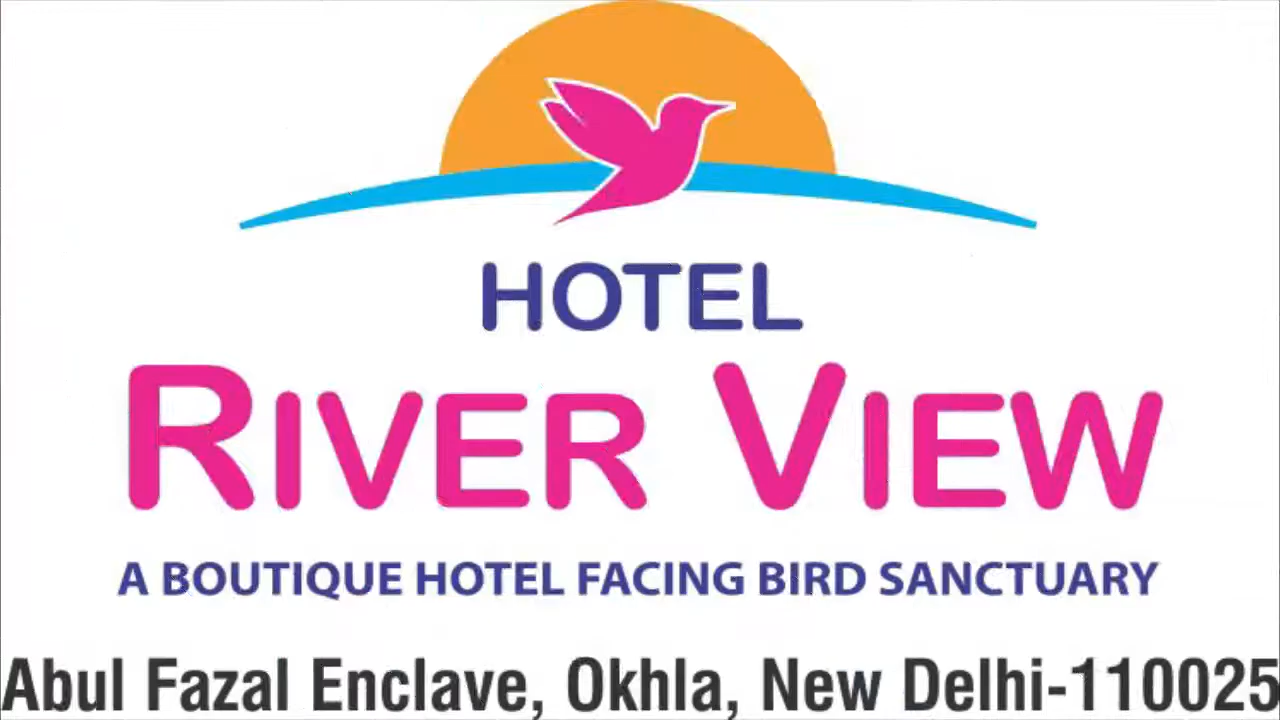 HOTEL
RIVER VIEW
A BOUTIQUE HOTEL FACING BIRD SANCTUARY
Abul Fazal Enclave, Okhla, New Delhi-110025